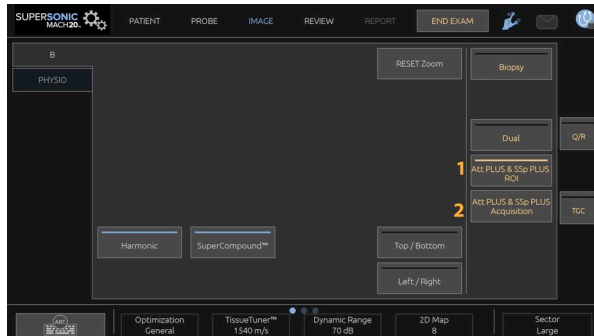 SUPERSONIC
MACH20.
PATIENT
PROBE
IMAGE
REVIEW
REPORT
END EXAM
B
PHYSIO
RESET Zoom
Biopsy
Dual
Q/R
1
Att PLUS & SSp PLUS
ROI
2
Att PLUS & SSp PLUS
Acquisition
TGC
Harmonic
SuperCompound™
Top / Bottom
Left / Right
ABC
Optimization
General
TissueTuner™
1540 m/s
Dynamic Range
70 dB
2D Map
8
Sector
Large